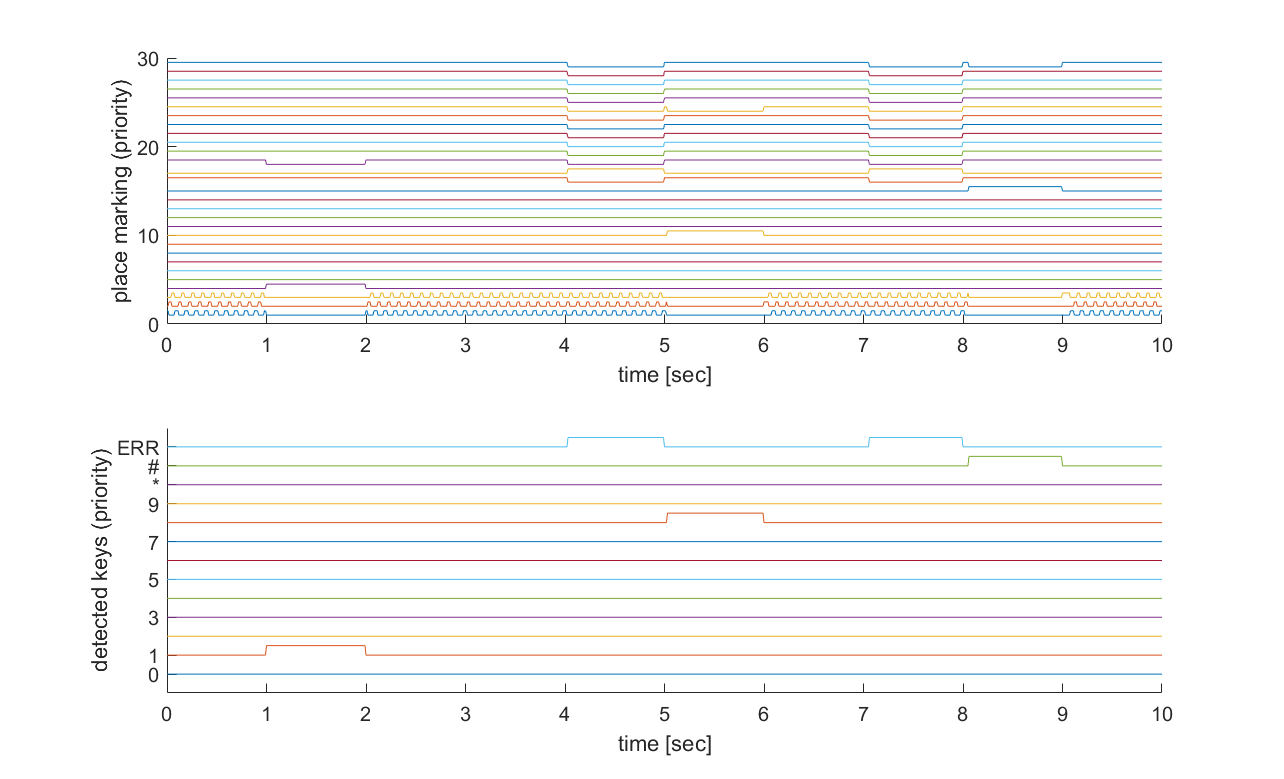 30
20
10
0
place marking (priority)
0 1 2 3 4 5 6 7 8 9 10
time [sec]
ERR
#
*
9
7
5
3
1
0
detected keys (priority)
0 1 2 3 4 5 6 7 8 9 10
time [sec]